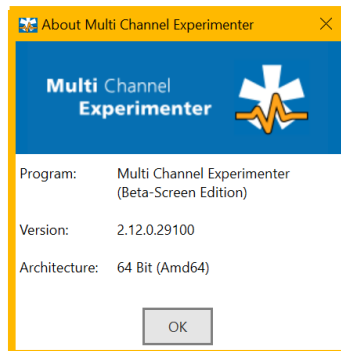 About Multi Channel Experimenter
Multi Channel
Experimenter
Program: Multi Channel Experimenter
(Beta-Screen Edition)
Version: 2.12.0.29100
Architecture: 64 Bit (Amd64)
OK